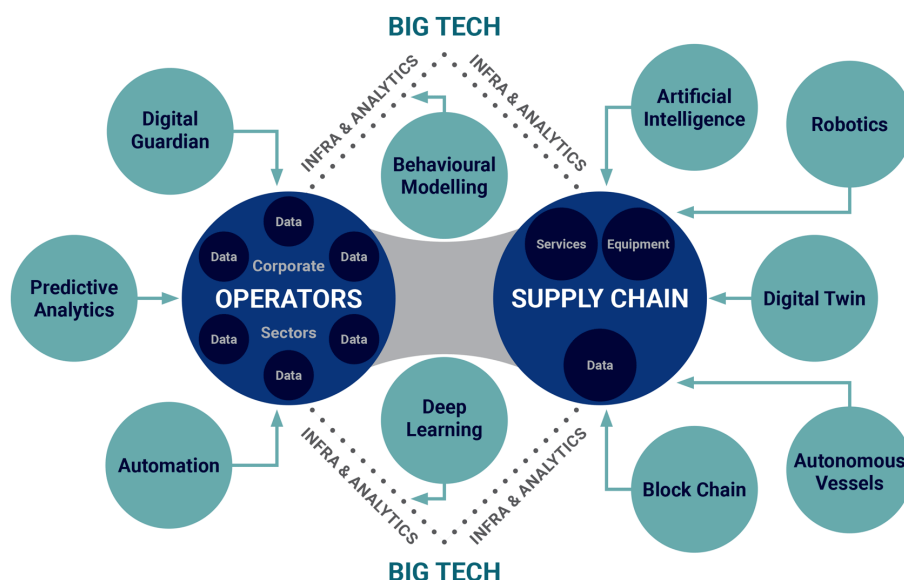 BIG TECH
INFRA & ANALYTICS
INFRA & ANALYTICS
Digital
Guardian
Behavioural
Modelling
Artificial
Intelligence
Robotics
Predictive
Analytics
Data
Data
Data
Corporate
OPERATORS
Sectors
Data
Data
Data
Services
Equipment
SUPPLY CHAIN
Data
Digital Twin
Automation
Deep
Learning
Block Chain
Autonomous
Vessels
INFRA & ANALYTICS
INFRA & ANALYTICS
BIG TECH